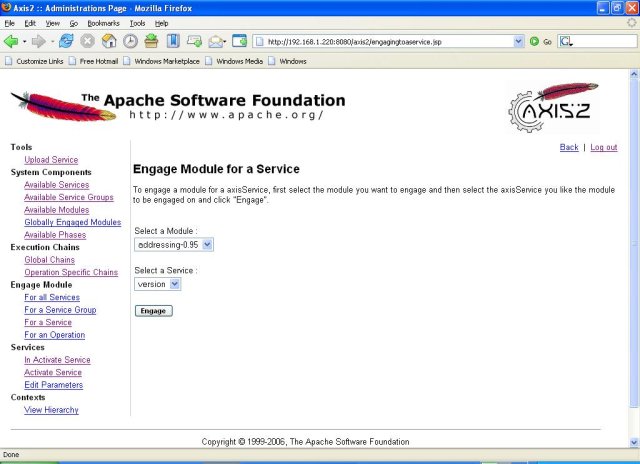 Axis2 :: Administrations Page - Mozilla Firefox
File Edit View Go Bookmarks Tools Help
http://192.168.1.220:8080/axis2/engagingtoaservice.jsp
Go
Customize Links Free Hotmail Windows Marketplace Windows Media Windows
The Apache Software Foundation
http://www.apache.org/
AXIS2
Back | Log out
Tools
Upload Service
System Components
Available Services
Available Service Groups
Available Modules
Globally Engaged Modules
Available Phases
Execution Chains
Global Chains
Operation Specific Chains
Engage Module
For all Services
For a Service Group
For a Service
For an Operation
Services
In Activate Service
Activate Service
Edit Parameters
Contexts
View Hierarchy
Engage Module for a Service
To engage a module for a axisService, first select the module you want to engage and then select the axisService you like the module
to be engaged on and click "Engage".
Select a Module :
addressing-0.95
Select a Service :
version
Engage
Copyright © 1999-2006, The Apache Software Foundation
Done